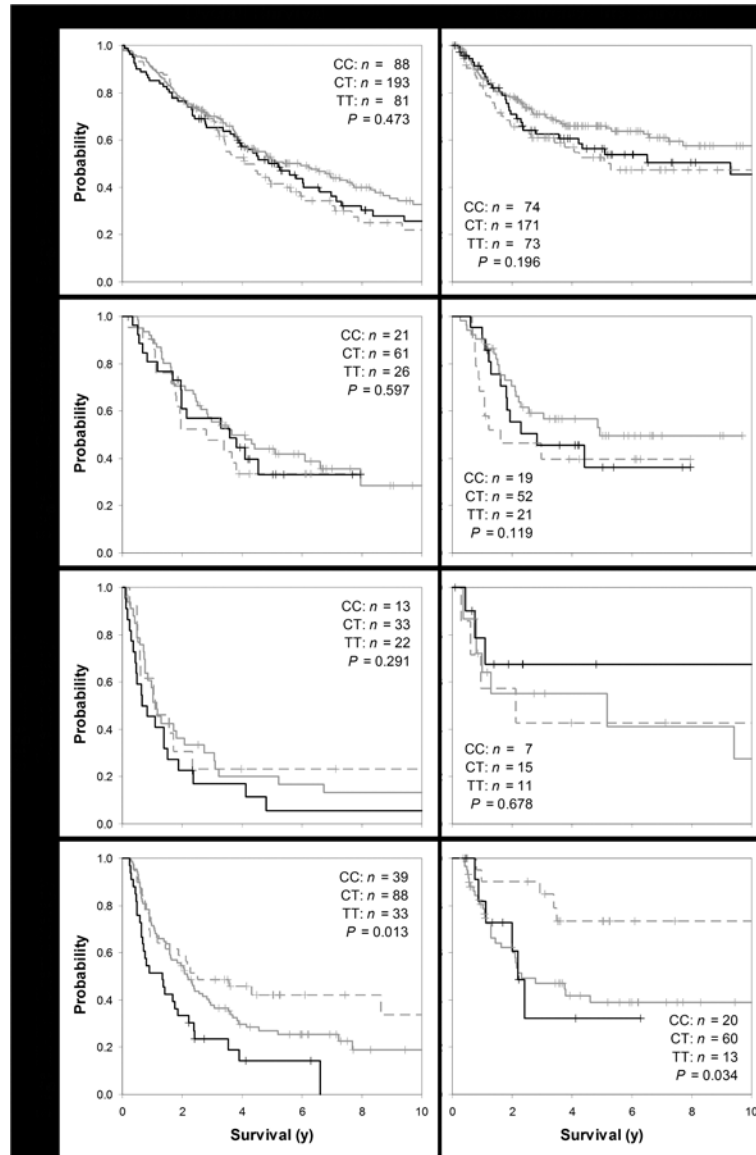 1.0
0.8
0.6
0.4
0.2
0.0
Probability
CC: n = 88
CT: n = 193
TT: n = 81
P = 0.473
CC: n = 74
CT: n = 171
TT: n = 73
P = 0.196
1.0
0.8
0.6
0.4
0.2
0.0
Probability
CC: n = 21
CT: n = 61
TT: n = 26
P = 0.597
CC: n = 19
CT: n = 52
TT: n = 21
P = 0.119
1.0
0.8
0.6
0.4
0.2
0.0
Probability
CC: n = 13
CT: n = 33
TT: n = 22
P = 0.291
CC: n = 7
CT: n = 15
TT: n = 11
P = 0.678
1.0
0.8
0.6
0.4
0.2
0.0
Probability
CC: n = 39
CT: n = 88
TT: n = 33
P = 0.013
CC: n = 20
CT: n = 60
TT: n = 13
P = 0.034
0 2 4 6 8 10
Survival (y)
0 2 4 6 8 10
Survival (y)